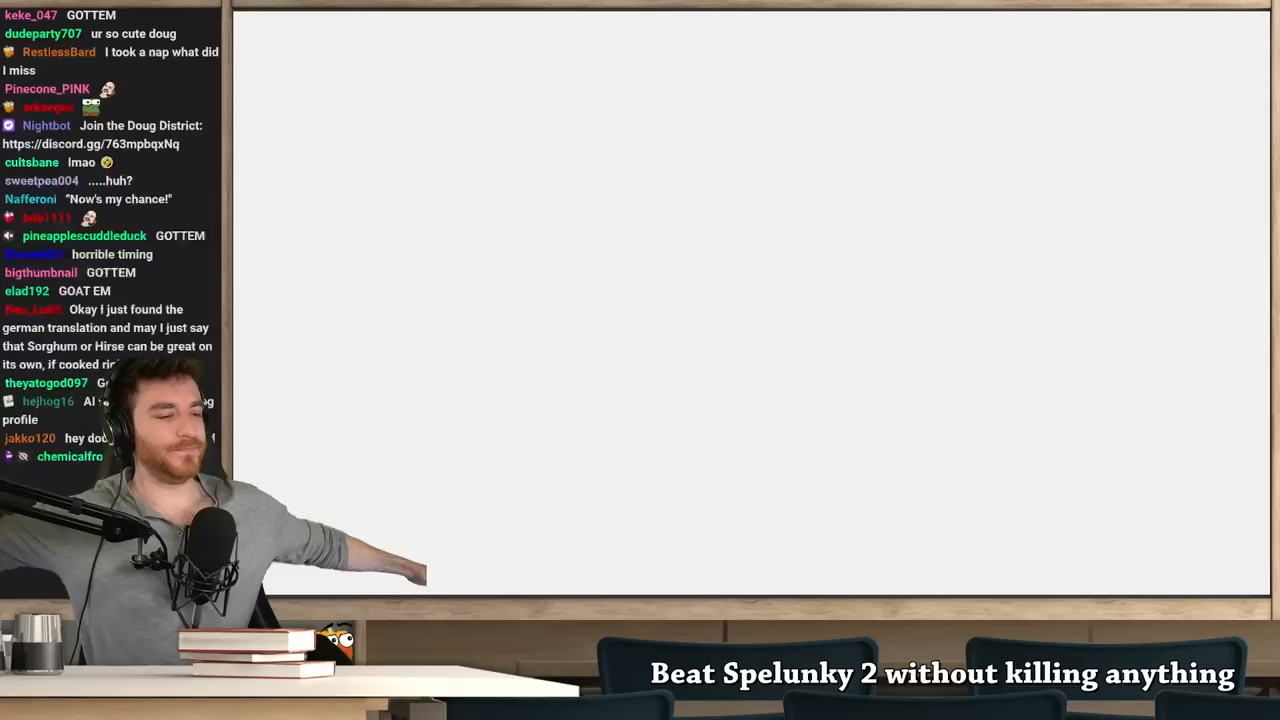 keke_047 GOTTEM
dudeparty707 ur so cute doug
RestlessBard I took a nap what did
I miss
Pinecone_PINK
Nightbot Join the Doug District:
https://discord.gg/763mpbqxNq
cultsbane lmao
sweetpea004 .....huh?
Nafferoni "Now's my chance!"
bob1111
pineapplescuddleduck GOTTEM
horrible timing
bigthumbnail GOTTEM
elad192 GOAT EM
Okay I just found the
german translation and may I just say
that Sorghum or Hirse can be great on
its own, if cooked
theyatogod097
hejhog16 AI
profile
jakko120 hey
chemicalfro
Beat Spelunky 2 without killing anything